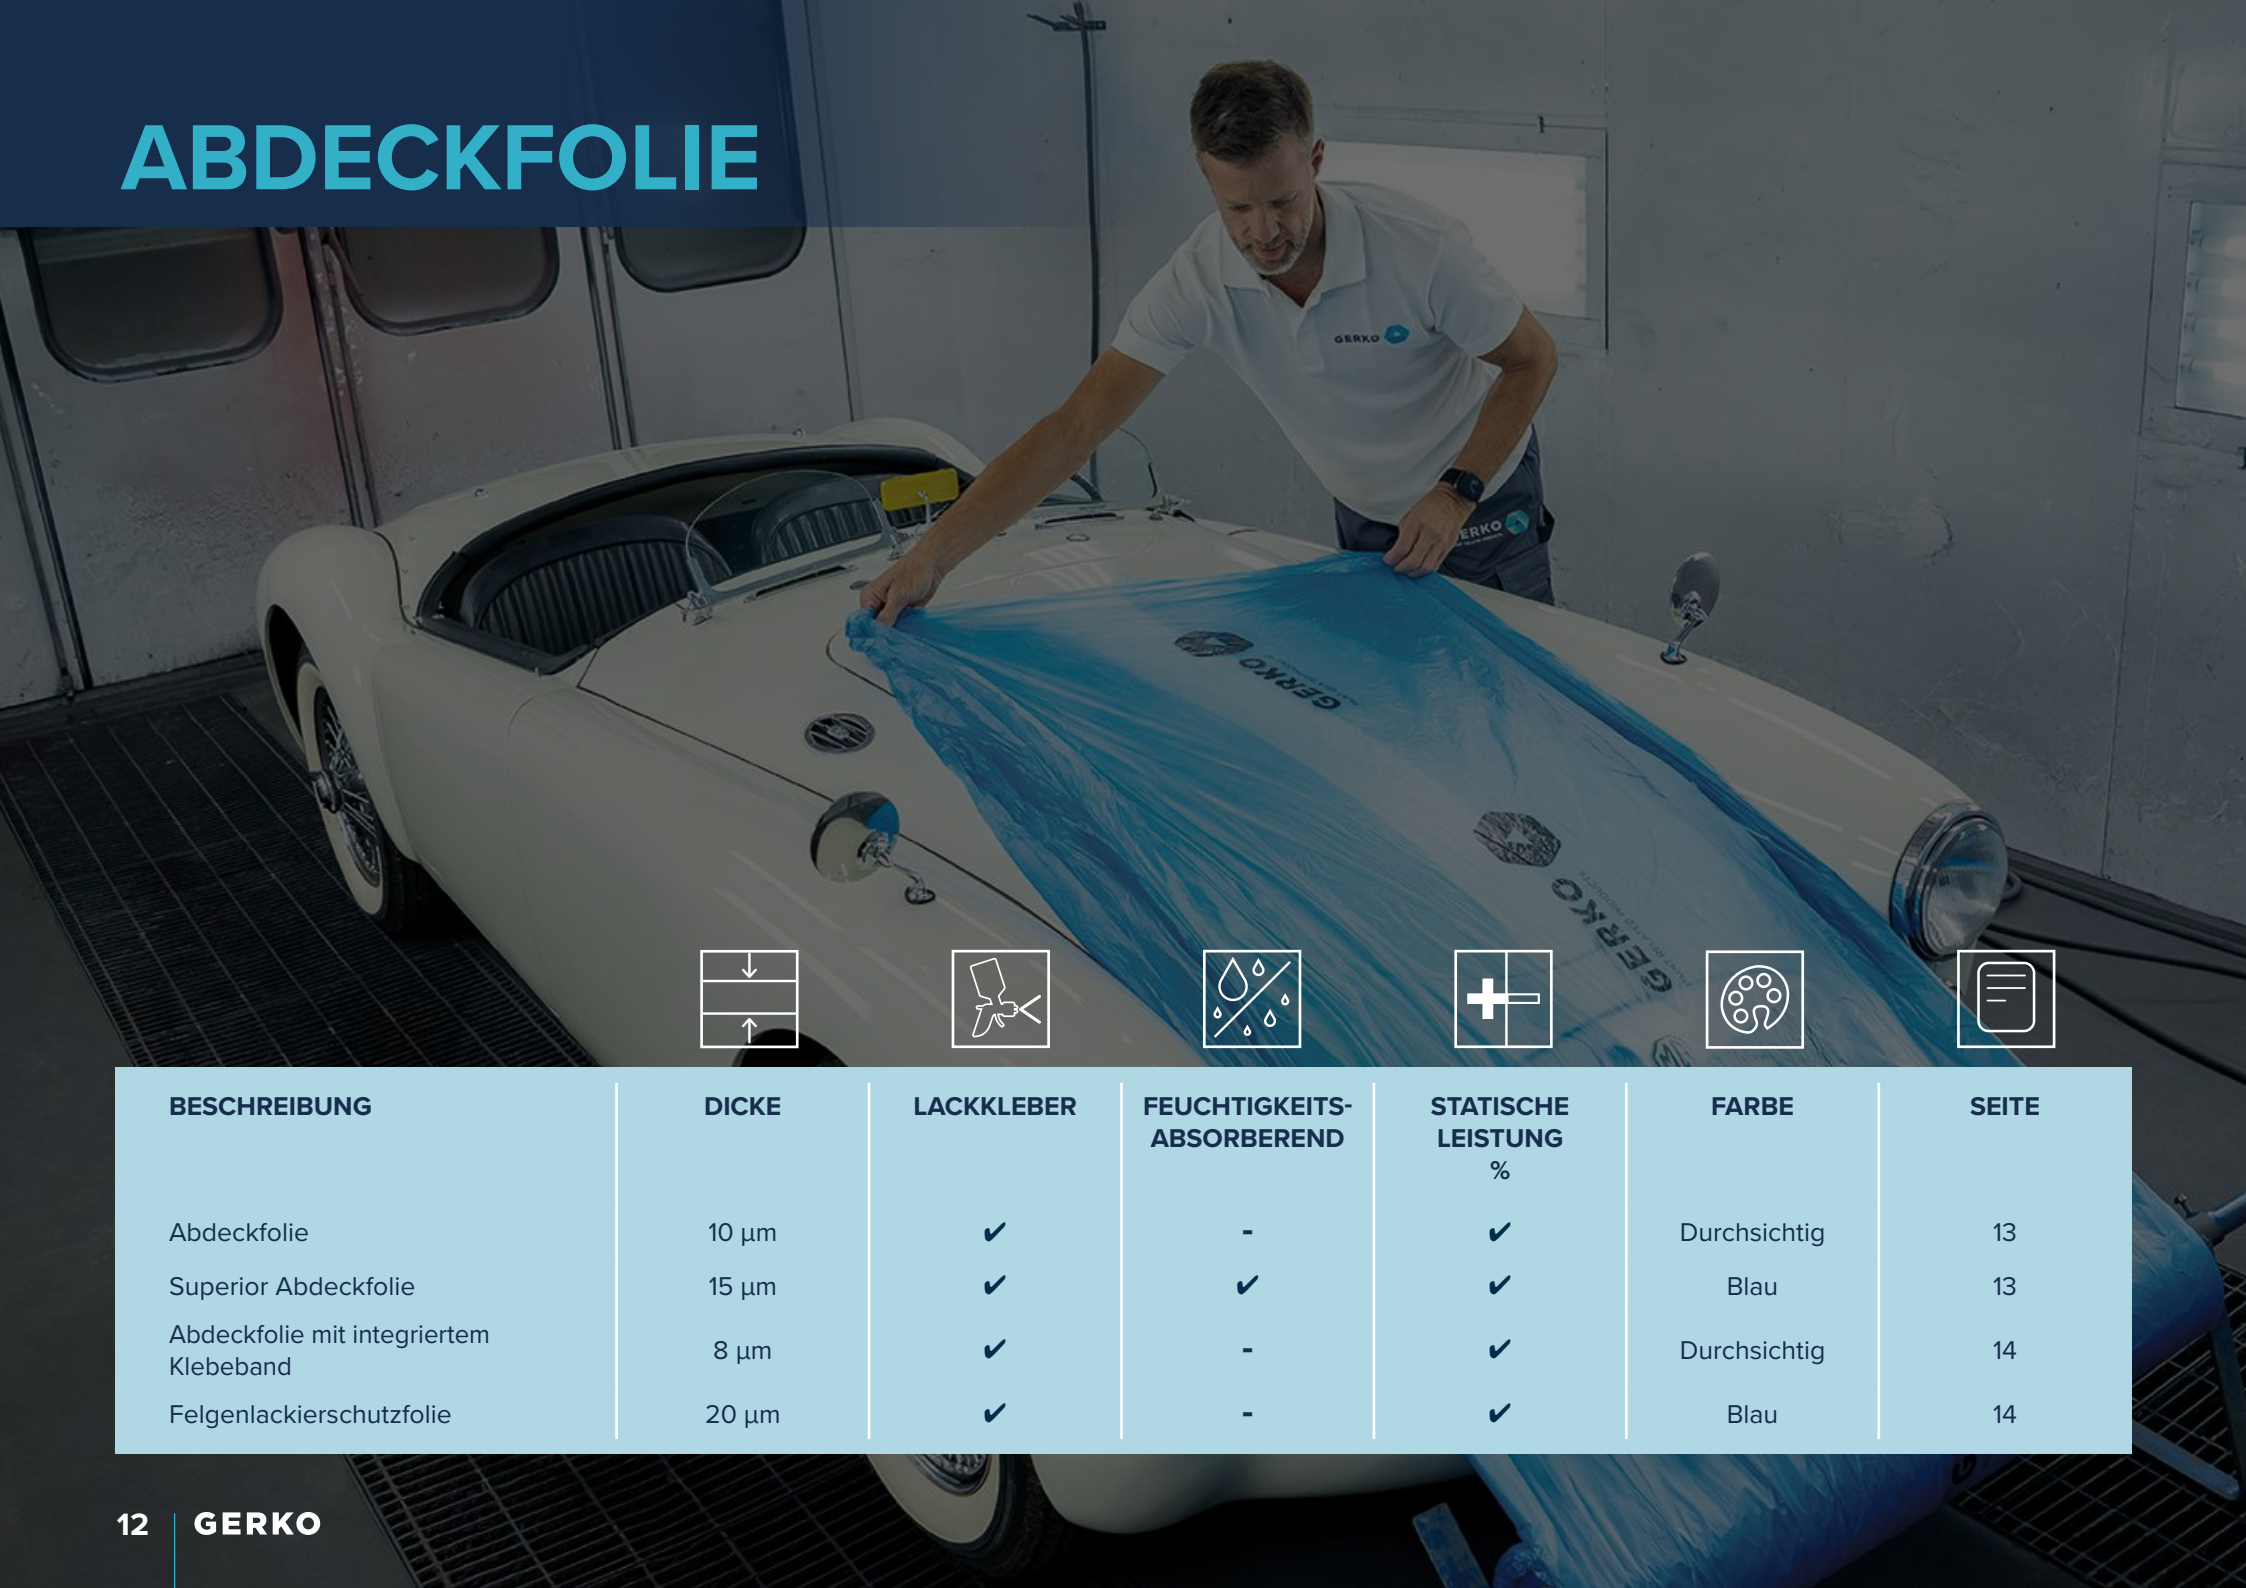 ABDECKFOLIE
GERKO
ERKO
GERKO
GERKO
MG
BESCHREIBUNG DICKE LACKKLEBER FEUCHTIGKEITS- STATISCHE FARBE SEITE
ABSORBEREND LEISTUNG
%
Abdeckfolie 10 µm ✔ - ✔ Durchsichtig 13
Superior Abdeckfolie 15 µm ✔ ✔ ✔ Blau 13
Abdeckfolie mit integriertem
Klebeband 8 µm ✔ - ✔ Durchsichtig 14
Felgenlackierschutzfolie 20 µm ✔ - ✔ Blau 14
12 GERKO